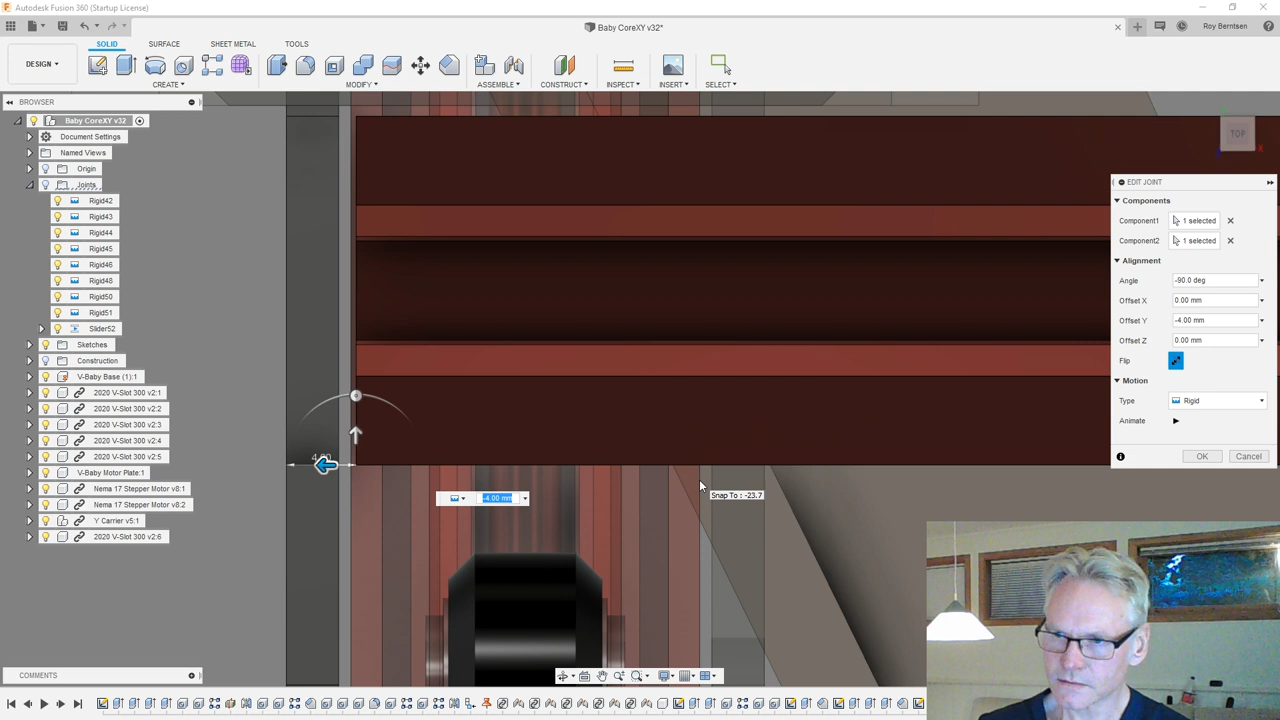 Autodesk Fusion 360 (Startup License)
Baby CoreXY v32*
Roy Berntsen
DESIGN
SOLID SURFACE SHEET METAL TOOLS
CREATE MODIFY ASSEMBLE CONSTRUCT INSPECT INSERT SELECT
BROWSER
Baby CoreXY v32
Document Settings
Named Views
Origin
Joints
Rigid42
Rigid43
Rigid44
Rigid45
Rigid46
Rigid48
Rigid50
Rigid51
Slider52
Sketches
Construction
V-Baby Base (1):1
2020 V-Slot 300 v2:1
2020 V-Slot 300 v2:2
2020 V-Slot 300 v2:3
2020 V-Slot 300 v2:4
2020 V-Slot 300 v2:5
V-Baby Motor Plate:1
Nema 17 Stepper Motor v8:1
Nema 17 Stepper Motor v8:2
Y Carrier v5:1
2020 V-Slot 300 v2:6
TOP
X
EDIT JOINT
Components
Component1 1 selected
Component2 1 selected
Alignment
Angle -90.0 deg
Offset X 0.00 mm
Offset Y -4.00 mm
Offset Z 0.00 mm
Flip
Motion
Type Rigid
Animate
OK Cancel
-4.00 mm
Snap To : -23.7
COMMENTS